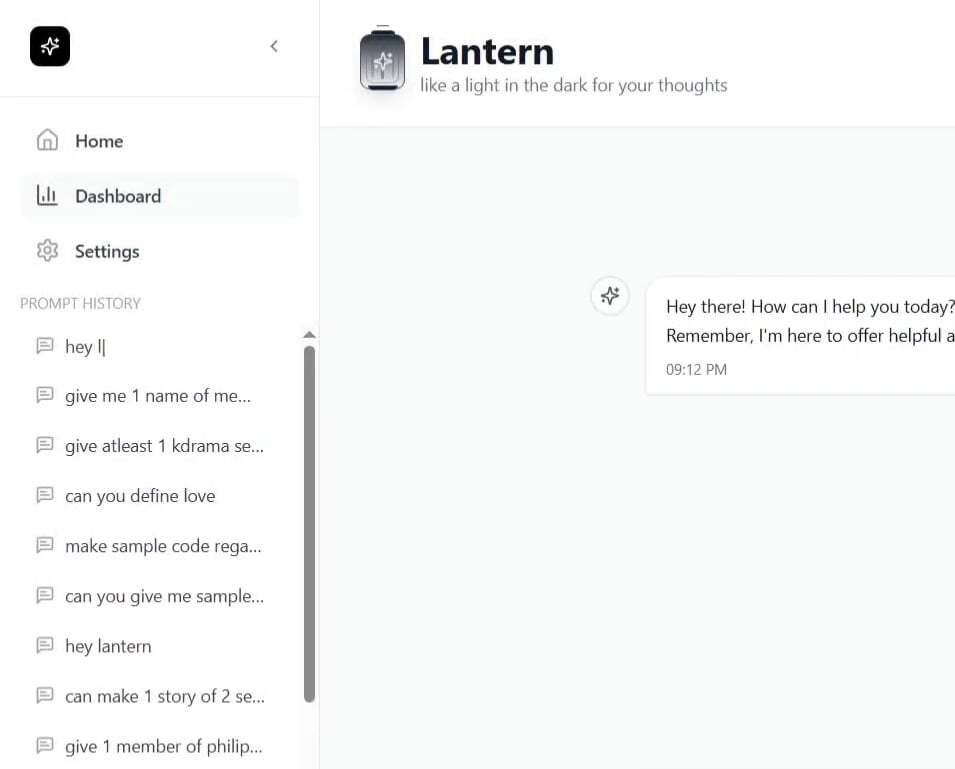 Lantern
like a light in the dark for your thoughts
Home
Dashboard
Settings
PROMPT HISTORY
hey l|
give me 1 name of me...
give atleast 1 kdrama se...
can you define love
make sample code rega...
can you give me sample...
hey lantern
can make 1 story of 2 se...
give 1 member of philip...
Hey there! How can I help you today?
Remember, I'm here to offer helpful a
09:12 PM